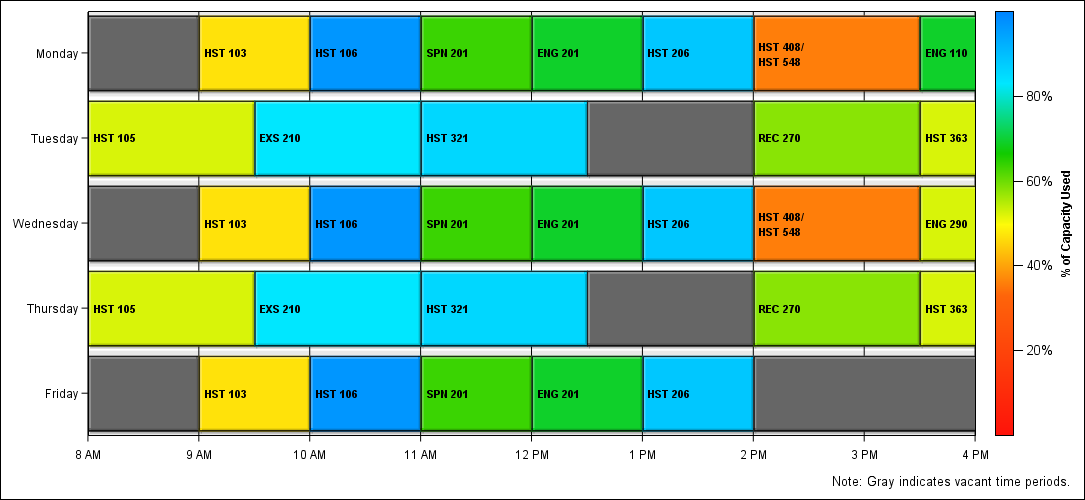 Monday
HST 103
HST 106
SPN 201
ENG 201
HST 206
HST 408/
HST 548
ENG 110
Tuesday
HST 105
EXS 210
HST 321
REC 270
HST 363
Wednesday
HST 103
HST 106
SPN 201
ENG 201
HST 206
HST 408/
HST 548
ENG 290
Thursday
HST 105
EXS 210
HST 321
REC 270
HST 363
Friday
HST 103
HST 106
SPN 201
ENG 201
HST 206
8 AM
9 AM
10 AM
11 AM
12 PM
1 PM
2 PM
3 PM
4 PM
80%
60%
40%
20%
% of Capacity Used
Note: Gray indicates vacant time periods.